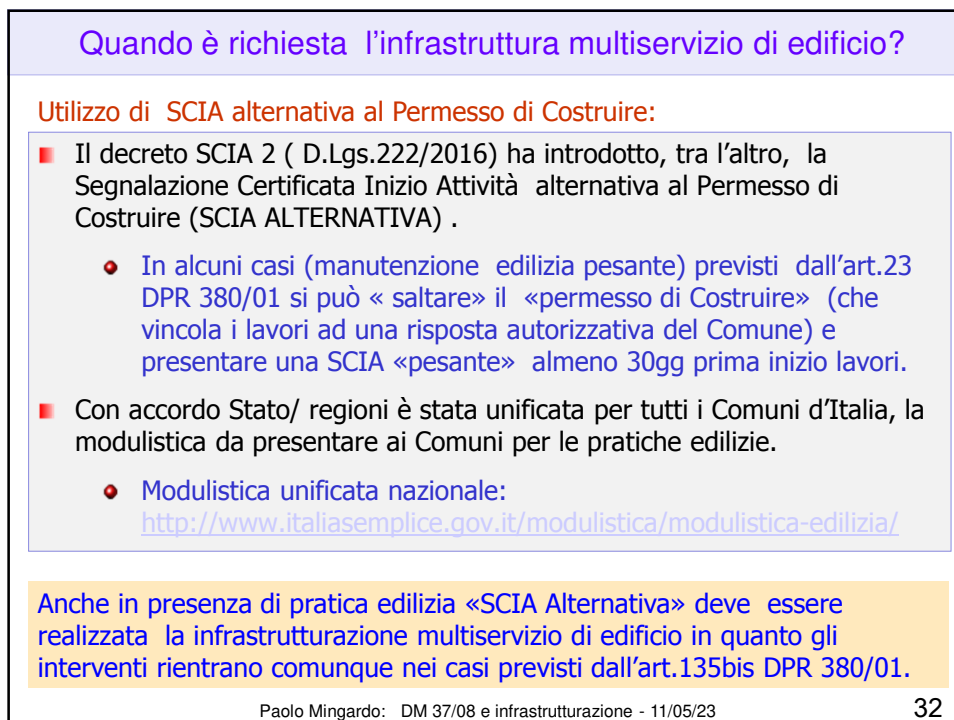 Quando è richiesta l'infrastruttura multiservizio di edificio?
Utilizzo di SCIA alternativa al Permesso di Costruire:
Il decreto SCIA 2 ( D.Lgs.222/2016) ha introdotto, tra l'altro, la
Segnalazione Certificata Inizio Attività alternativa al Permesso di
Costruire (SCIA ALTERNATIVA) .
In alcuni casi (manutenzione edilizia pesante) previsti dall'art.23
DPR 380/01 si può « saltare» il «permesso di Costruire» (che
vincola i lavori ad una risposta autorizzativa del Comune) e
presentare una SCIA «pesante» almeno 30gg prima inizio lavori.
Con accordo Stato/ regioni è stata unificata per tutti i Comuni d'Italia, la
modulistica da presentare ai Comuni per le pratiche edilizie.
Modulistica unificata nazionale:
http://www.italiasemplice.gov.it/modulistica/modulistica-edilizia/
Anche in presenza di pratica edilizia «SCIA Alternativa» deve essere
realizzata la infrastrutturazione multiservizio di edificio in quanto gli
interventi rientrano comunque nei casi previsti dall'art.135bis DPR 380/01.
Paolo Mingardo: DM 37/08 e infrastrutturazione - 11/05/23
32